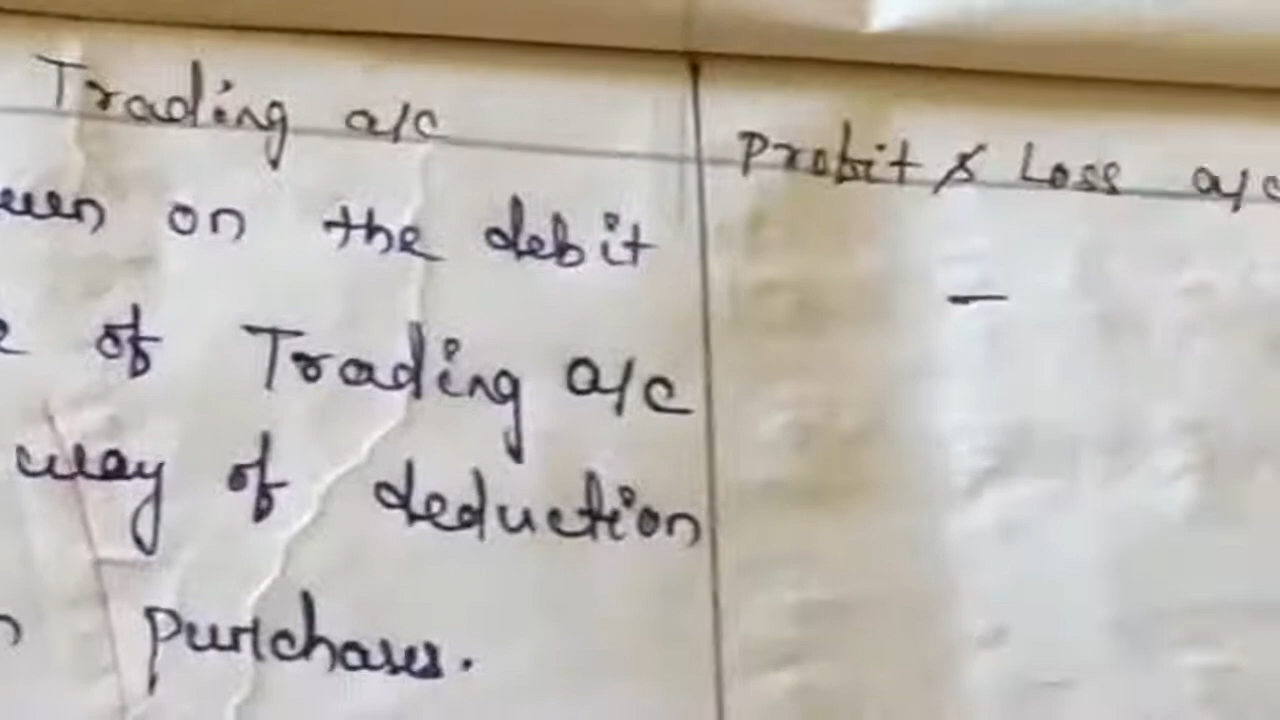 Trading a/c
Profit & Loss a/c
on the debit
of Trading a/c
way of deduction
purchases.